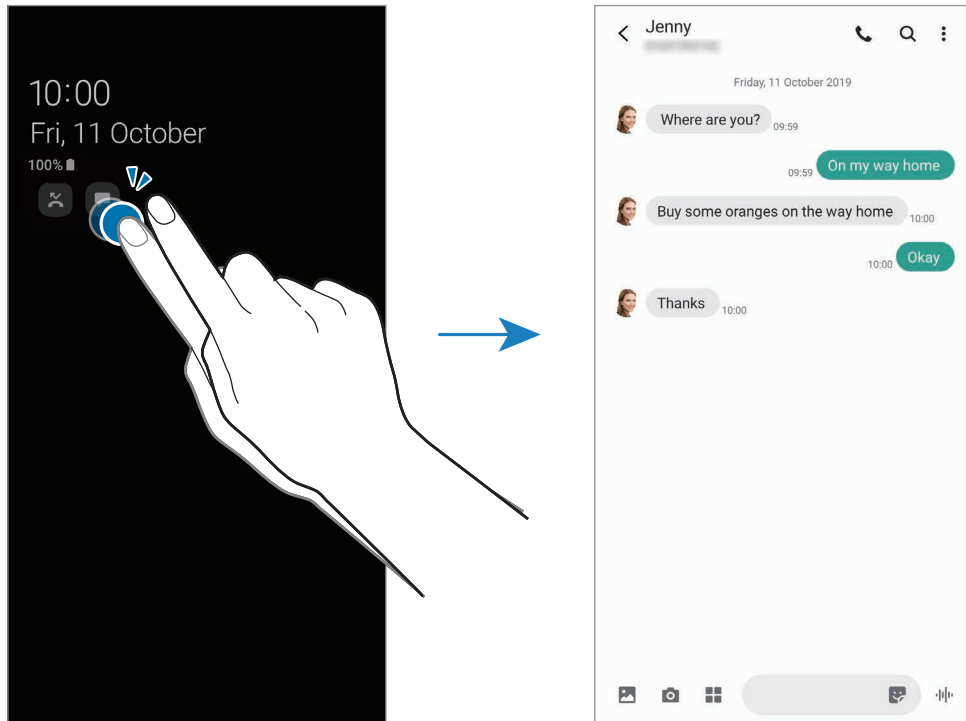 10:00
Fri, 11 October
100%
Jenny
Friday, 11 October 2019
Where are you? 09:59
09:59 On my way home
Buy some oranges on the way home 10:00
10:00 Okay
Thanks 10:00